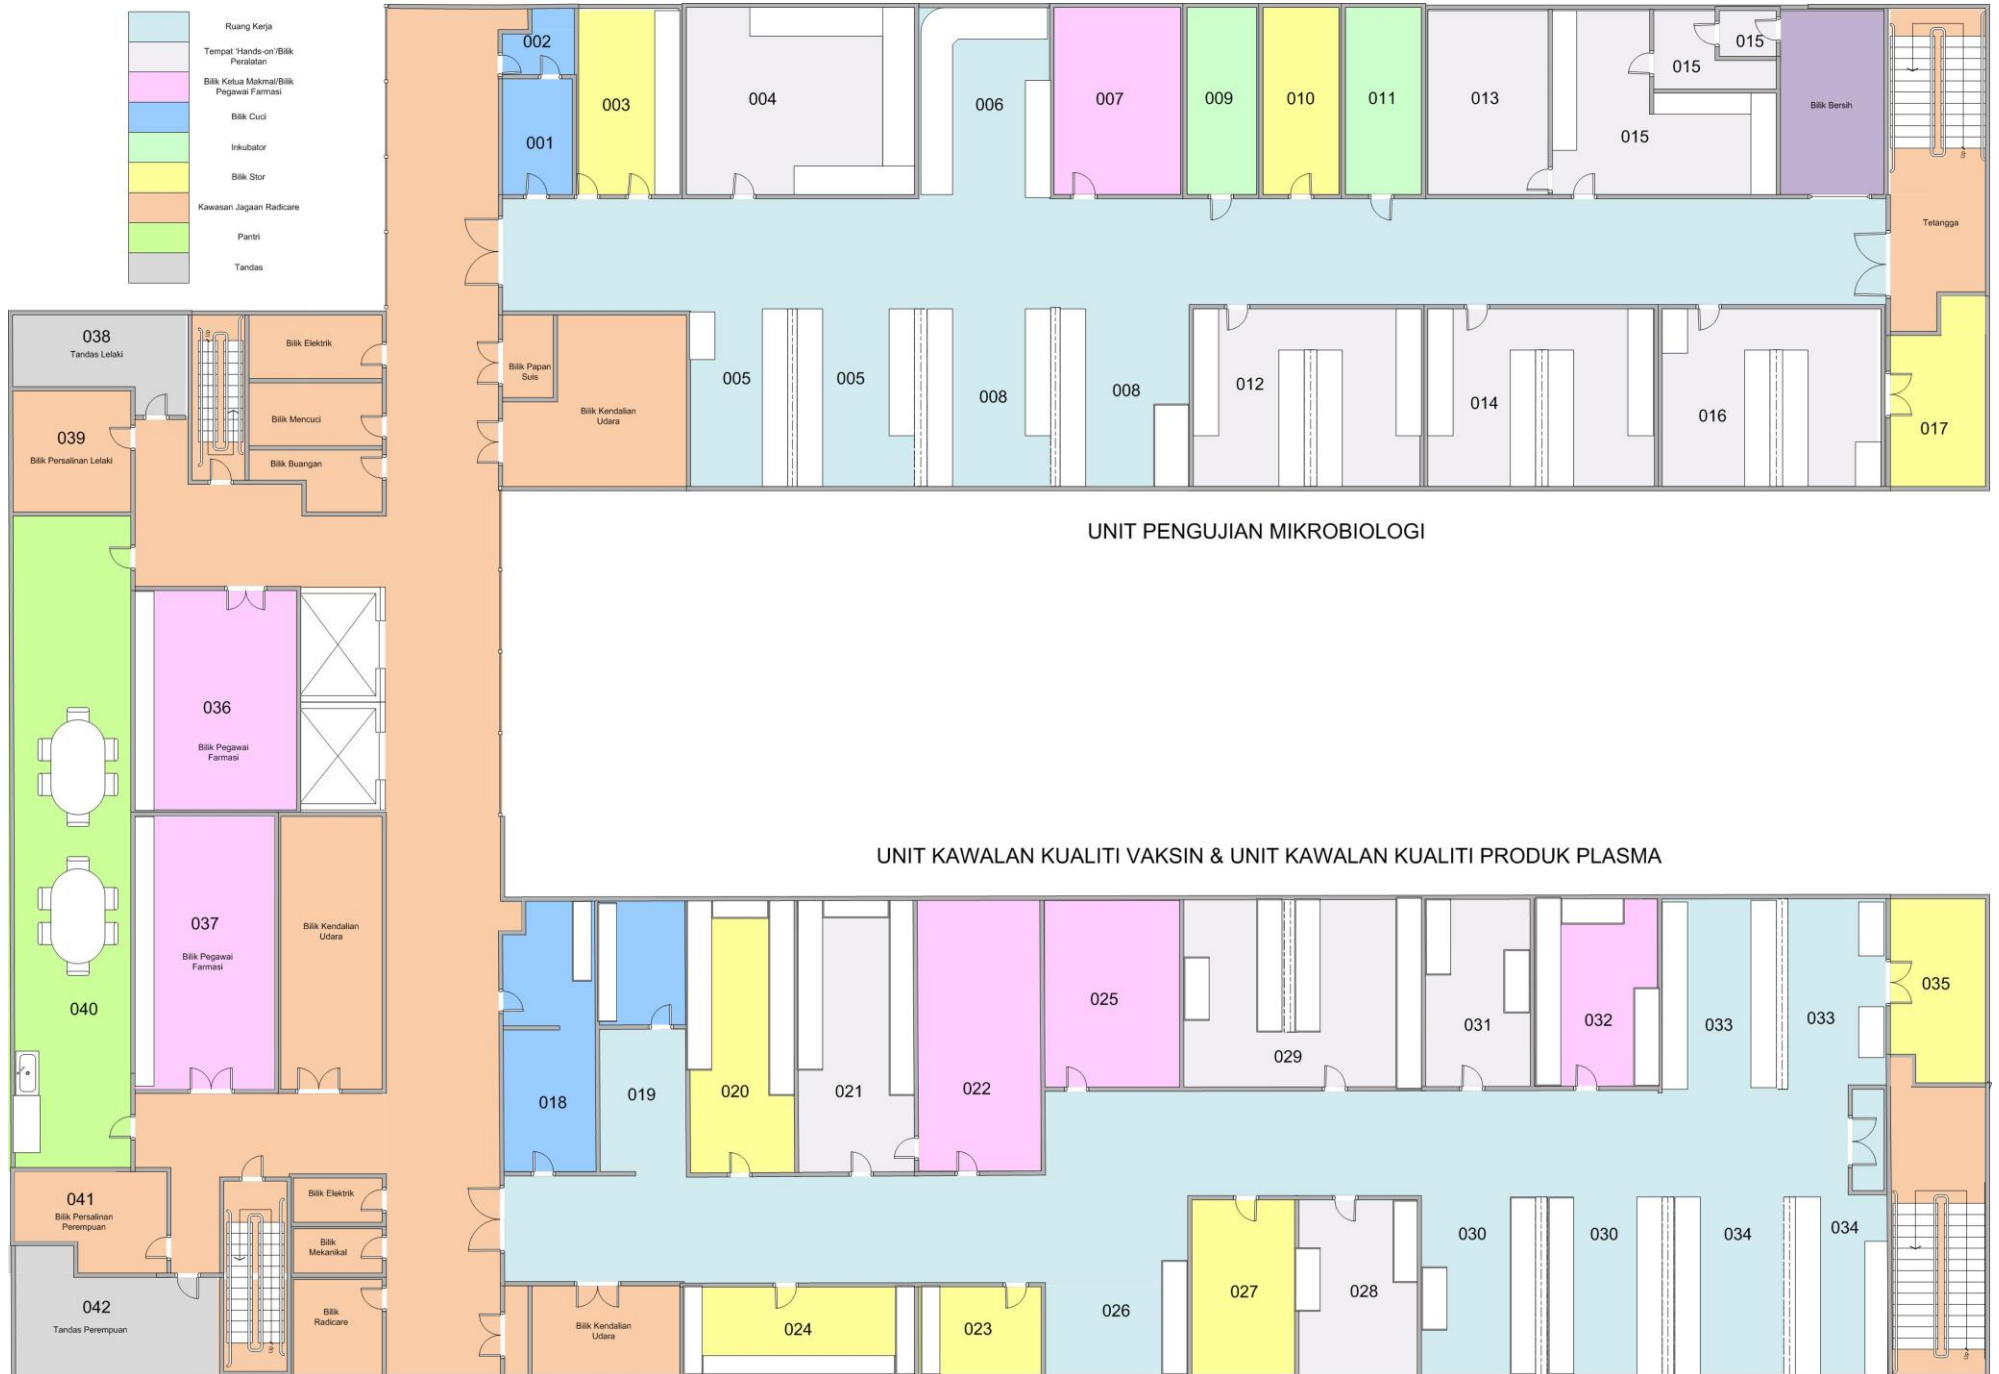 Ruang Kerja
Tempat 'Hands-on'/Bilik
Peralatan
Bilik Ketua Makmal/Bilik
Pegawai Farmasi
Bilik Cuci
Inkubator
Bilik Stor
Kawasan Jagaan Radicare
Pantri
Tandas
002
001
003
004
006
007
009
010
011
013
015
015
015
Bilik Bersih
Up
Tetangga
Bilik Papan
Suis
Bilik Kendalian
Udara
005
005
008
008
012
014
016
017
038
Tandas Lelaki
Up
Bilik Elektrik
Bilik Mencuci
Bilik Buangan
039
Bilik Persalinan Lelaki
UNIT PENGUJIAN MIKROBIOLOGI
036
Bilik Pegawai
Farmasi
037
Bilik Pegawai
Farmasi
Bilik Kendalian
Udara
040
UNIT KAWALAN KUALITI VAKSIN & UNIT KAWALAN KUALITI PRODUK PLASMA
018
019
020
021
022
025
029
031
032
033
033
035
041
Bilik Persalinan
Perempuan
Bilik Elektrik
Bilik
Mekanikal
Bilik
Radicare
042
Tandas Perempuan
Up
Bilik Kendalian
Udara
024
023
026
027
028
030
030
034
034
Up